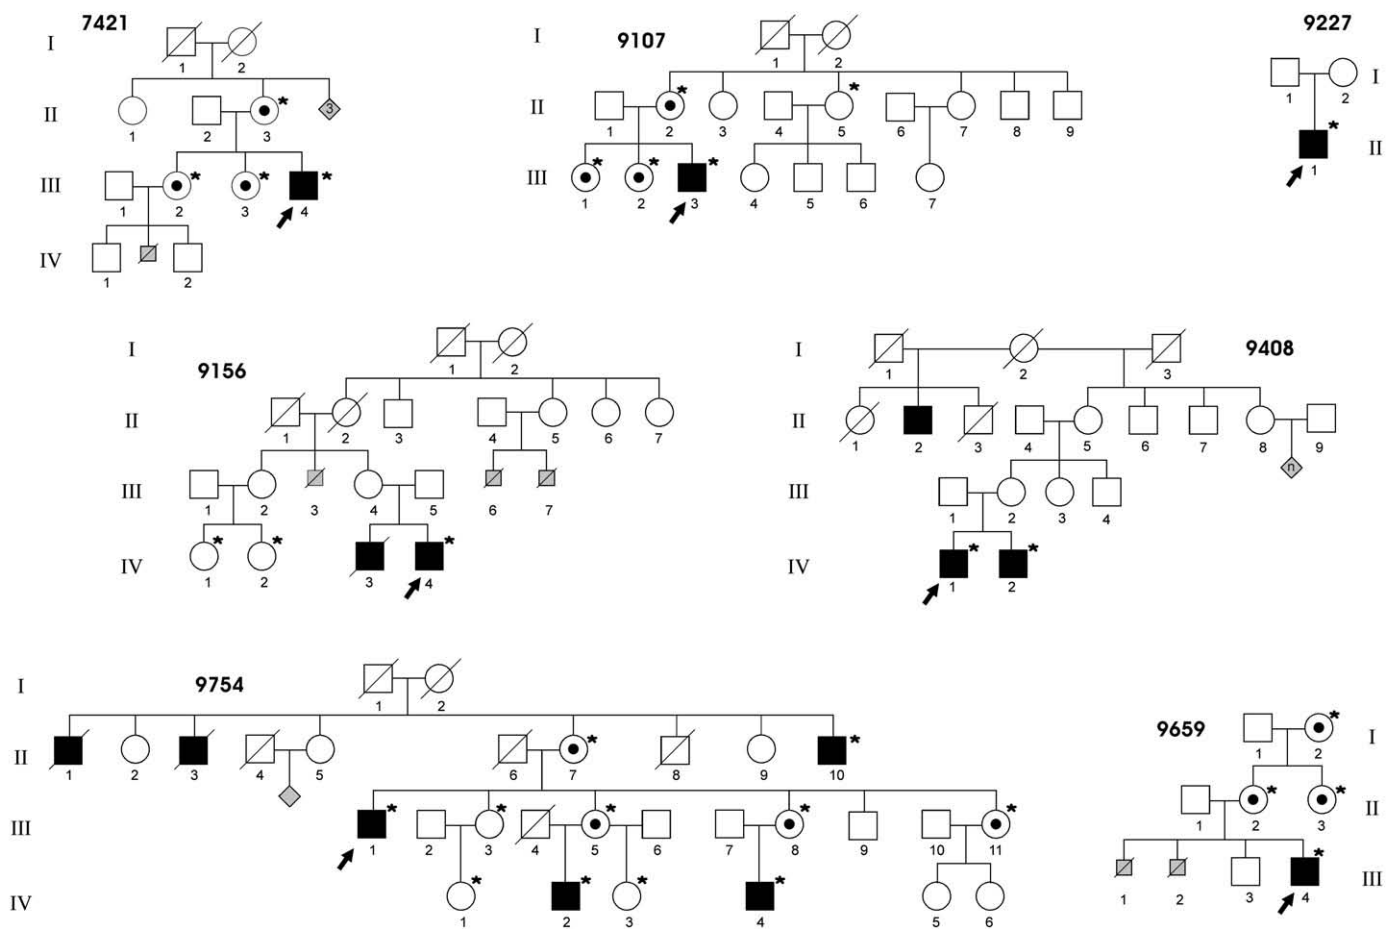 7421
I
1 2
3
II
1 2 3
* * *
III
1 2 3 4
IV
1 2
9107
I
1 2
* *
II
1 2 3 4 5 6 7 8 9
* * *
III
1 2 3 4 5 6 7
9227
I
1 2
*
II
1
9156
I
1 2
II
1 2 3 4 5 6 7
III
1 2 3 4 5 6 7
* * *
IV
1 2 3 4
9408
I
1 2 3
II
1 2 3 4 5 6 7 8 9
n
III
1 2 3 4
* *
IV
1 2
9754
I
1 2
* *
II
1 2 3 4 5 6 7 8 9 10
* * * * *
III
1 2 3 4 5 6 7 8 9 10 11
* * * *
IV
1 2 3 4 5 6
9659
*
I
1 2
* *
II
1 2 3
*
III
1 2 3 4